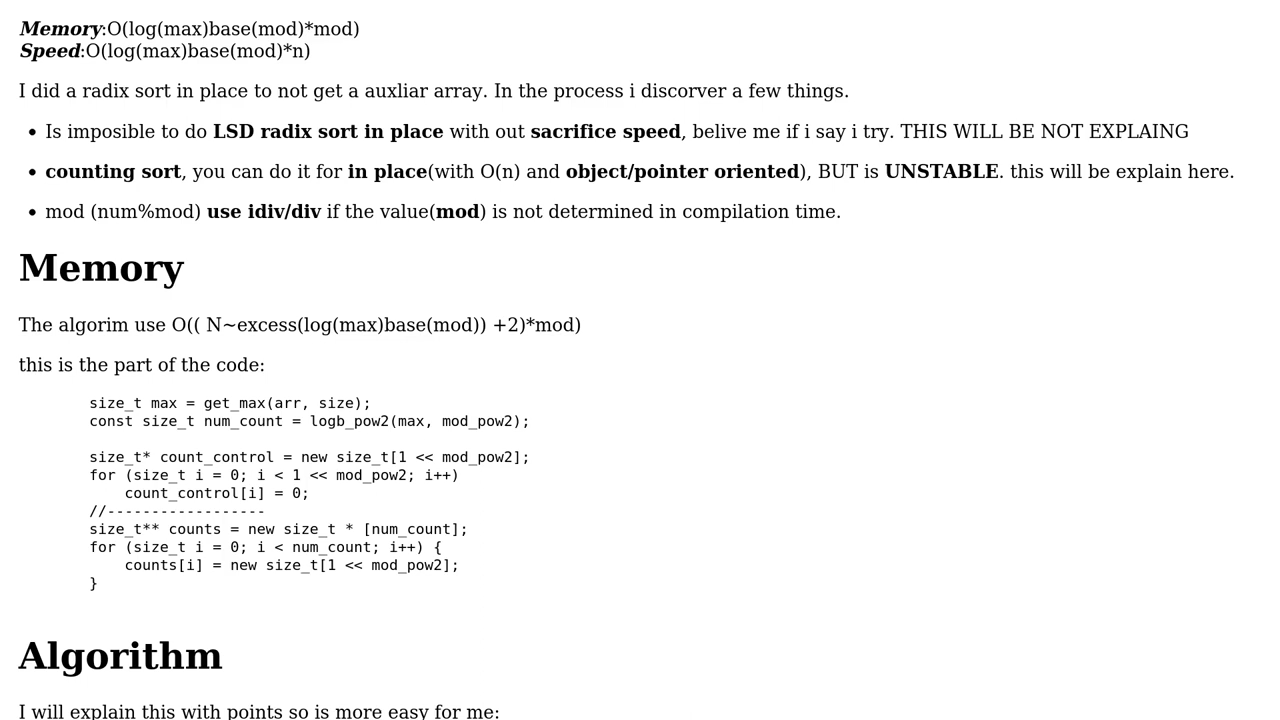 Memory:O(log(max)base(mod)*mod)
Speed:O(log(max)base(mod)*n)
I did a radix sort in place to not get a auxliar array. In the process i discorver a few things.
• Is imposible to do LSD radix sort in place with out sacrifice speed, belive me if i say i try. THIS WILL BE NOT EXPLAING
• counting sort, you can do it for in place(with O(n) and object/pointer oriented), BUT is UNSTABLE. this will be explain here.
• mod (num%mod) use idiv/div if the value(mod) is not determined in compilation time.
Memory
The algorim use O(( N~excess(log(max)base(mod)) +2)*mod)
this is the part of the code:
size_t max = get_max(arr, size);
const size_t num_count = logb_pow2(max, mod_pow2);
size_t* count_control = new size_t[1 << mod_pow2];
for (size_t i = 0; i < 1 << mod_pow2; i++)
    count_control[i] = 0;
//------------------
size_t** counts = new size_t * [num_count];
for (size_t i = 0; i < num_count; i++) {
    counts[i] = new size_t[1 << mod_pow2];
}
Algorithm
I will explain this with points so is more easy for me: